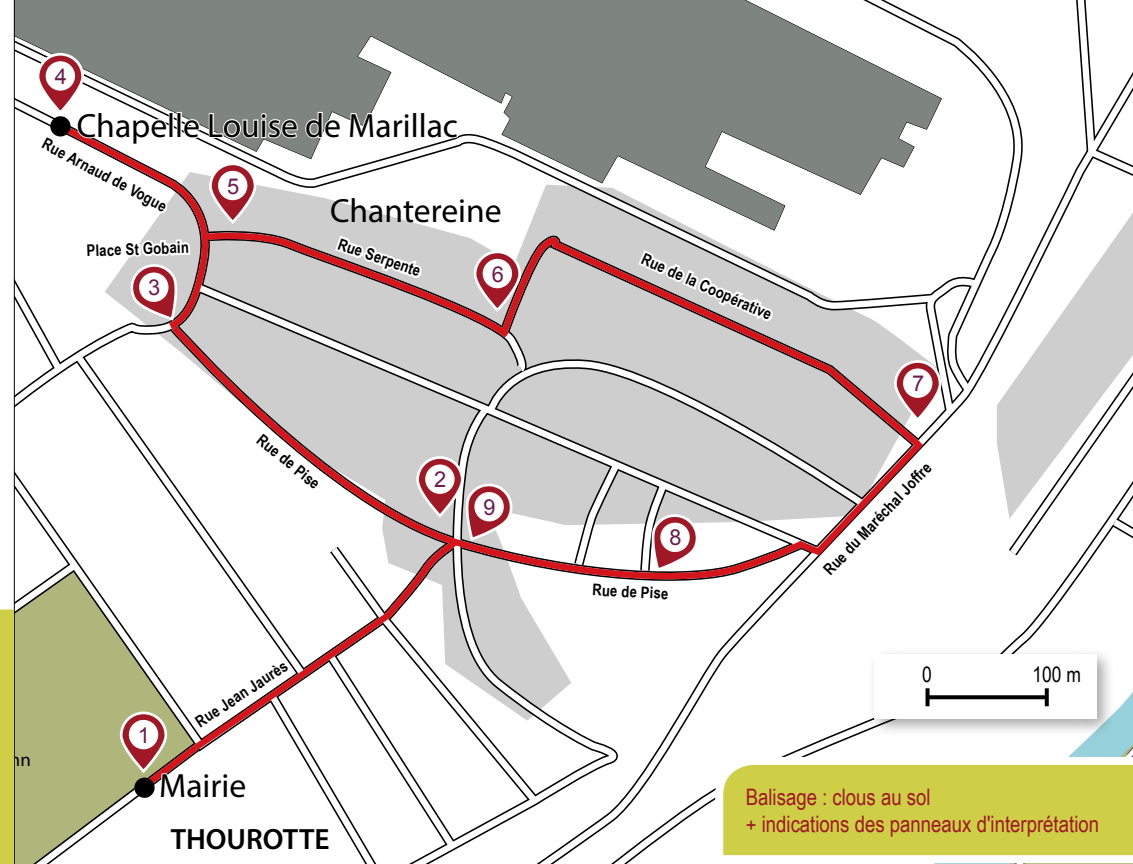 4
Chapelle Louise de Marillac
Rue Arnaud de Vogue
5
Chantereine
Place St Gobain
Rue Serpente
6
Rue de la Coopérative
3
7
Rue de Pise
2
9
8
Rue du Maréchal Joffre
Rue de Pise
Rue Jean Jaurès
0 100 m
1
nn
Mairie
THOUROTTE
Balisage : clous au sol
+ indications des panneaux d'interprétation